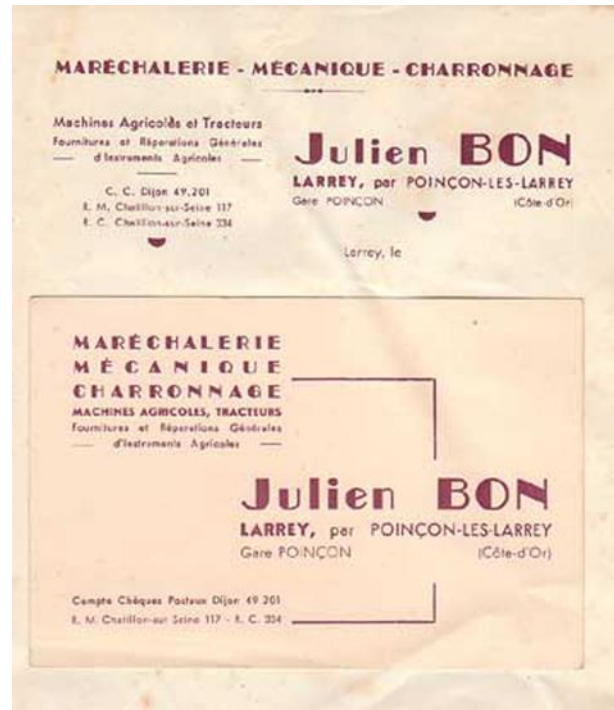 MARÉCHALERIE - MÉCANIQUE - CHARRONNAGE
Machines Agricoles et Tracteurs
Fournitures et Réparations Générales
d'Instruments Agricoles
C. C. Dijon 49.201
R. M. Chatillon-sur-Seine 117
R. C. Chatillon-sur-Seine 334
Julien BON
LARREY, par POINÇON-LES-LARREY
Gare POINÇON (Côte-d'Or)
Larrey, le
MARÉCHALERIE
MÉCANIQUE
CHARRONNAGE
MACHINES AGRICOLES, TRACTEURS
Fournitures et Réparations Générales
d'Instruments Agricoles
Julien BON
LARREY, par POINÇON-LES-LARREY
Gare POINÇON (Côte-d'Or)
Compte Chèques Postaux Dijon 49 201
R. M. Chatillon-sur Seine 117 - R. C. 334